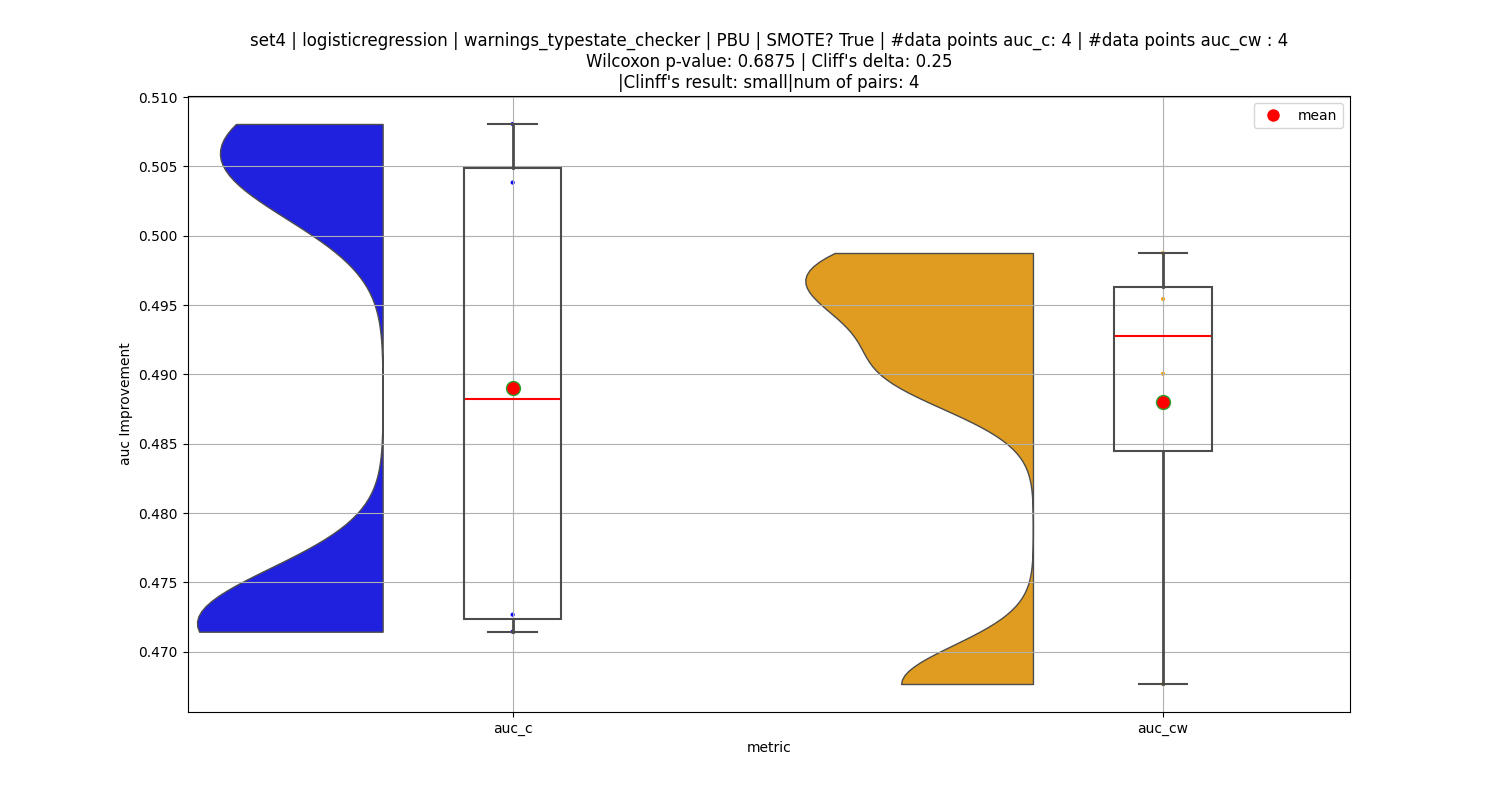 set4 | logisticregression | warnings_typestate_checker | PBU | SMOTE? True | #data points auc_c: 4 | #data points auc_cw : 4
Wilcoxon p-value: 0.6875 | Cliff's delta: 0.25
|Clinff's result: small|num of pairs: 4
mean
0.510
0.505
0.500
0.495
0.490
0.485
0.480
0.475
0.470
auc Improvement
auc_c
auc_cw
metric